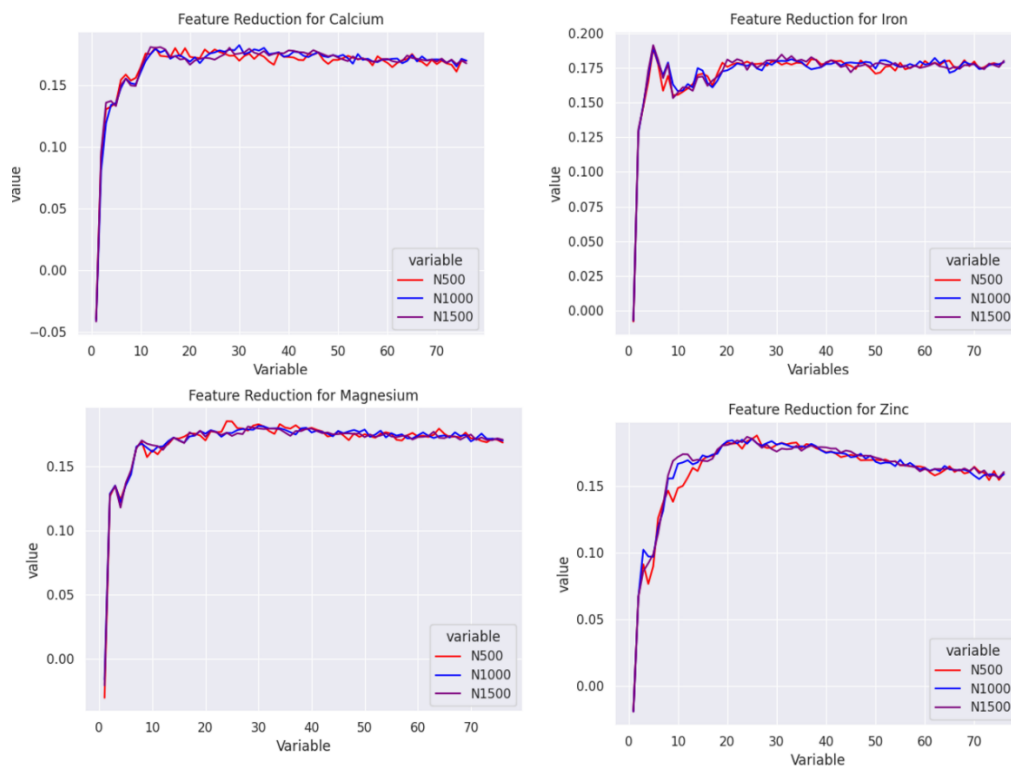 Feature Reduction for Calcium
value
0.15
0.10
0.05
0.00
−0.05
0 10 20 30 40 50 60 70
Variable
variable
N500
N1000
N1500
Feature Reduction for Iron
value
0.200
0.175
0.150
0.125
0.100
0.075
0.050
0.025
0.000
0 10 20 30 40 50 60 70
Variables
variable
N500
N1000
N1500
Feature Reduction for Magnesium
value
0.15
0.10
0.05
0.00
0 10 20 30 40 50 60 70
Variable
variable
N500
N1000
N1500
Feature Reduction for Zinc
value
0.15
0.10
0.05
0.00
0 10 20 30 40 50 60 70
Variable
variable
N500
N1000
N1500